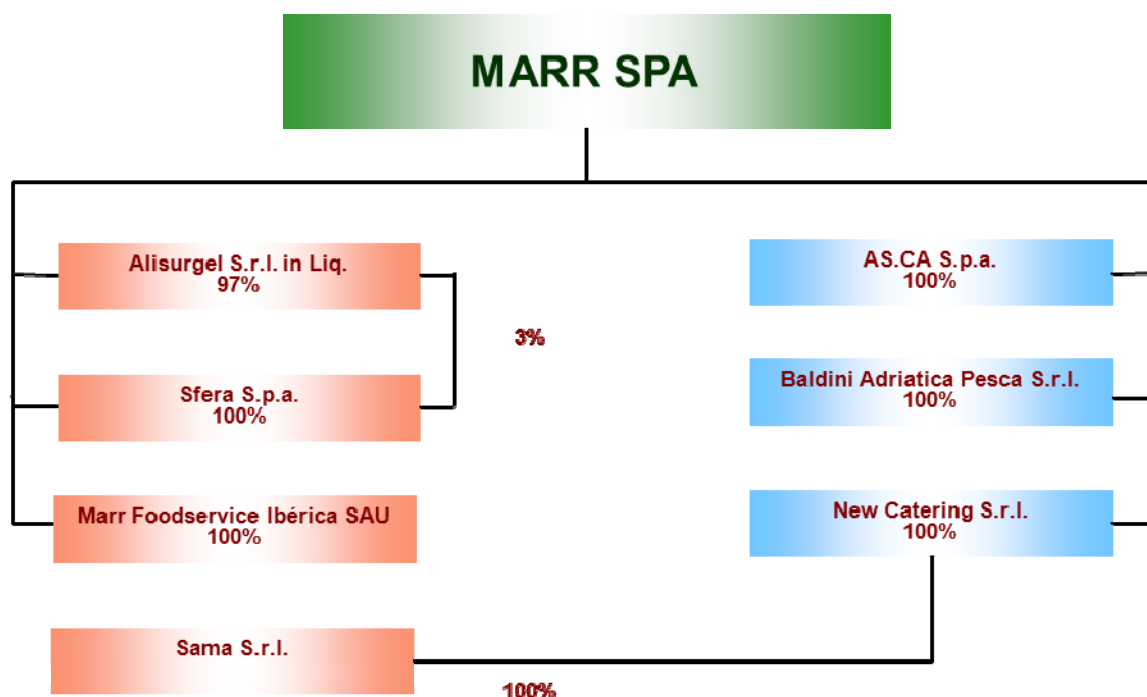 MARR SPA
Alisurgel S.r.l. in Liq.
97%
3%
Sfera S.p.a.
100%
Marr Foodservice Ibérica SAU
100%
Sama S.r.l.
100%
AS.CA S.p.a.
100%
Baldini Adriatica Pesca S.r.l.
100%
New Catering S.r.l.
100%